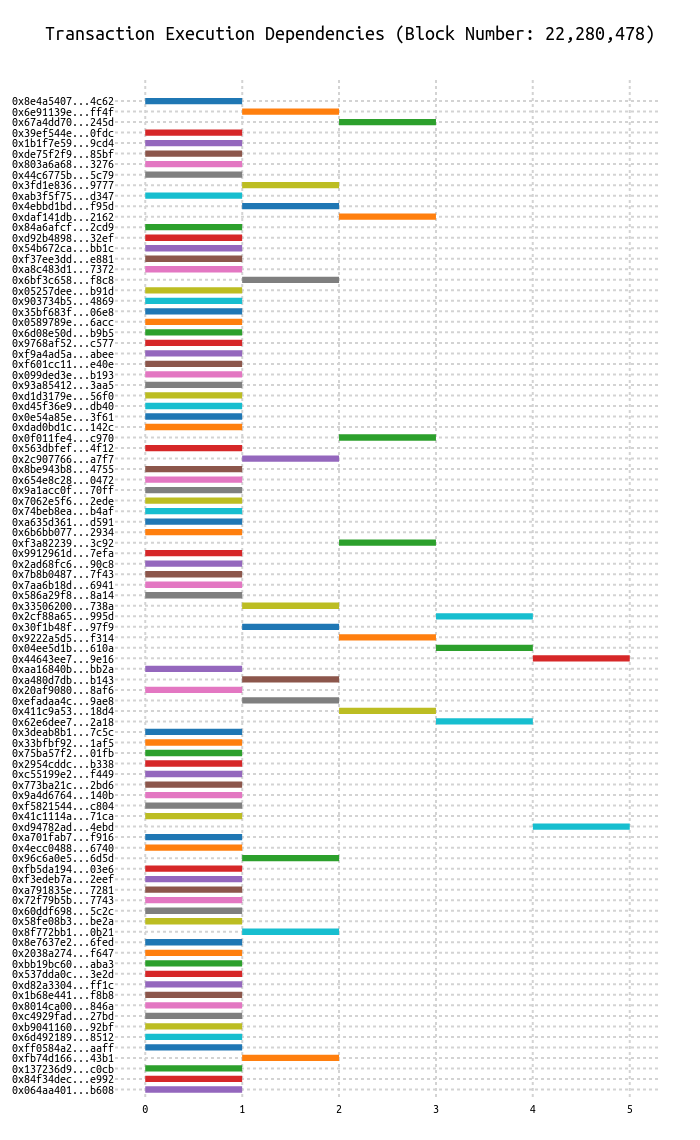 Transaction Execution Dependencies (Block Number: 22,280,478)
0x8e4a5407...4c62
0x6e91139e...ff4f
0x67a4dd70...245d
0x39ef544e...0fdc
0x1b1f7e59...9cd4
0xde75f2f9...85bf
0x803a6a68...3276
0x44c6775b...5c79
0x3fd1e836...9777
0xab3f5f75...d347
0x4ebbd1bd...f95d
0xdaf141db...2162
0x84a6afcf...2cd9
0xd92b4898...32ef
0x54b672ca...bb1c
0xf37ee3dd...e881
0xa8c483d1...7372
0x6bf3c658...f8c8
0x05257dee...b91d
0x903734b5...4869
0x35bf683f...06e8
0x0589789e...6acc
0x6d08e50d...b9b5
0x9768af52...c577
0xf9a4ad5a...abee
0xf601cc11...e40e
0x099ded3e...b193
0x93a85412...3aa5
0xd1d3179e...56f0
0xd45f36e9...db40
0x0e54a85e...3f61
0xdad0bd1c...142c
0x0f011fe4...c970
0x563dbfef...4f12
0x2c907766...a7f7
0x8be943b8...4755
0x654e8c28...0472
0x9a1acc0f...70ff
0x7062e5f6...2ede
0x74beb8ea...b4af
0xa635d361...d591
0x6b6bb077...2934
0xf3a82239...3c92
0x9912961d...7efa
0x2ad68fc6...90c8
0x7b8b0487...7f43
0x7aa6b18d...6941
0x586a29f8...8a14
0x33506200...738a
0x2cf88a65...995d
0x30f1b48f...97f9
0x9222a5d5...f314
0x04ee5d1b...610a
0x44643ee7...9e16
0xaa16840b...bb2a
0xa480d7db...b143
0x20af9080...8af6
0xefadaa4c...9ae8
0x411c9a53...18d4
0x62e6dee7...2a18
0x3deab8b1...7c5c
0x33bfbf92...1af5
0x75ba57f2...01fb
0x2954cddc...b338
0xc55199e2...f449
0x773ba21c...2bd6
0x9a4d6764...140b
0xf5821544...c804
0x41c1114a...71ca
0xd94782ad...4ebd
0xa701fab7...f916
0x4ecc0488...6740
0x96c6a0e5...6d5d
0xfb5da194...03e6
0xf3edeb7a...2eef
0xa791835e...7281
0x72f79b5b...7743
0x60ddf698...5c2c
0x58fe08b3...be2a
0x8f772bb1...0b21
0x8e7637e2...6fed
0x2038a274...f647
0xbb19bc60...aba3
0x537dda0c...3e2d
0xd82a3304...ff1c
0x1b68e441...f8b8
0x8014ca00...846a
0xc4929fad...27bd
0xb9041160...92bf
0x6d492189...8512
0xff0584a2...aaff
0xfb74d166...43b1
0x137236d9...c0cb
0x84f34dec...e992
0x064aa401...b608
0 1 2 3 4 5